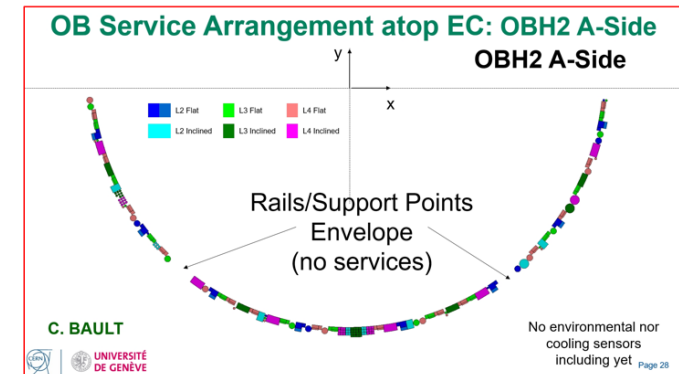 OB Service Arrangement atop EC: OBH2 A-Side
OBH2 A-Side
y
x
L2 Flat
L3 Flat
L4 Flat
L2 Inclined
L3 Inclined
L4 Inclined
Rails/Support Points
Envelope
(no services)
C. BAULT
No environmental nor
cooling sensors
including yet
Page 28
CERN
UNIVERSITÉ
DE GENÈVE